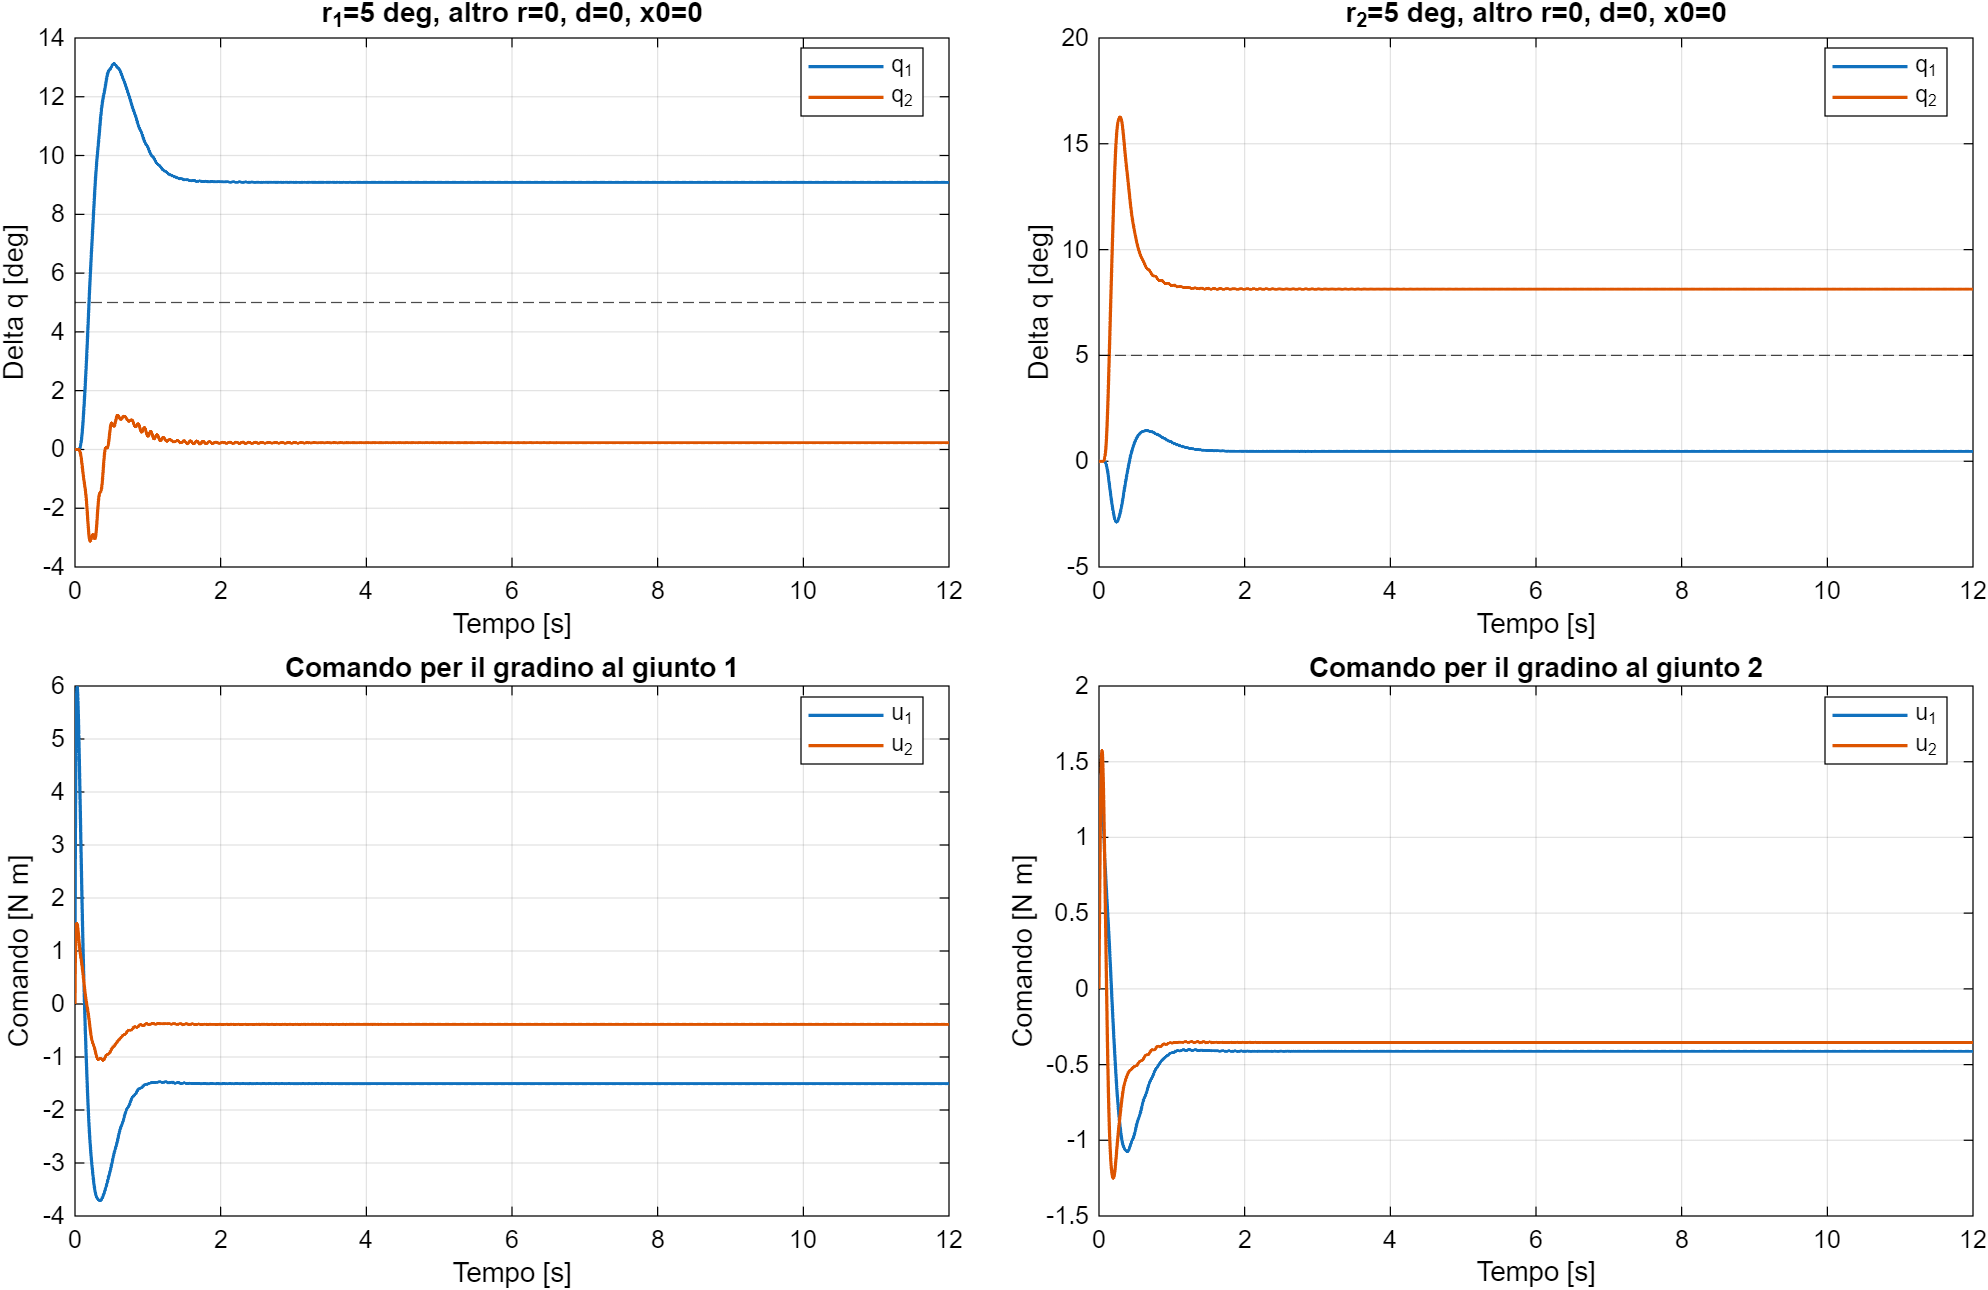 r₁=5 deg, altro r=0, d=0, x0=0
14
12
10
8
6
4
2
0
-2
-4
Delta q [deg]
q₁
q₂
0 2 4 6 8 10 12
Tempo [s]
r₂=5 deg, altro r=0, d=0, x0=0
20
15
10
5
0
-5
Delta q [deg]
q₁
q₂
0 2 4 6 8 10 12
Tempo [s]
Comando per il gradino al giunto 1
6
5
4
3
2
1
0
-1
-2
-3
-4
Comando [N m]
u₁
u₂
0 2 4 6 8 10 12
Tempo [s]
Comando per il gradino al giunto 2
2
1.5
1
0.5
0
-0.5
-1
-1.5
Comando [N m]
u₁
u₂
0 2 4 6 8 10 12
Tempo [s]